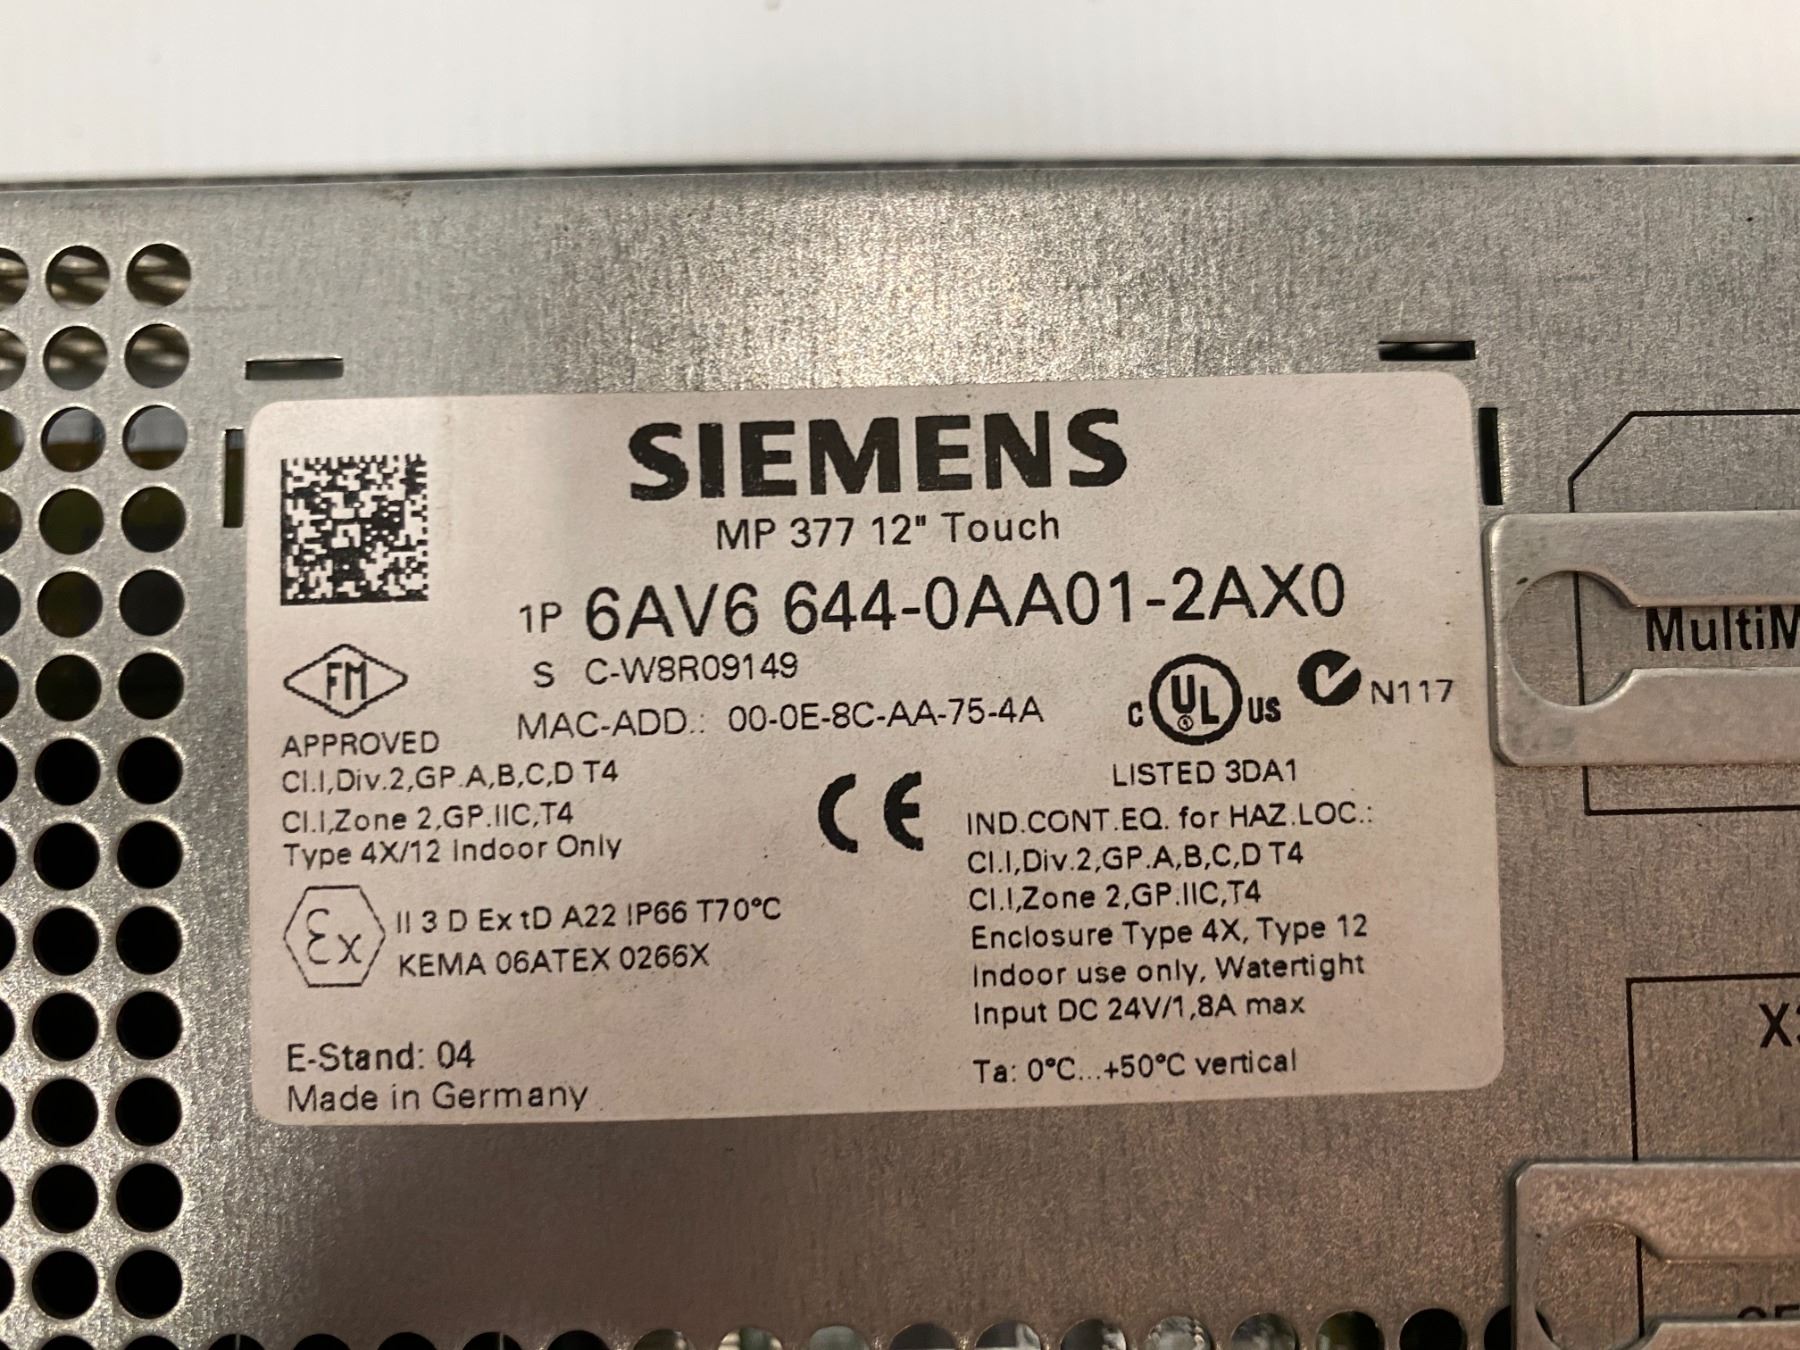 SIEMENS
MP 377 12" Touch
1P 6AV6 644-0AA01-2AX0
S C-W8R09149
MAC-ADD.: 00-0E-8C-AA-75-4A
FM
APPROVED
Cl.I,Div.2,GP.A,B,C,D T4
Cl.I,Zone 2,GP.IIC,T4
Type 4X/12 Indoor Only
C UL ® US
N117
LISTED 3DA1
CE
IND.CONT.EQ. for HAZ.LOC.:
Cl.I,Div.2,GP.A,B,C,D T4
Cl.I,Zone 2,GP.IIC,T4
Enclosure Type 4X, Type 12
Indoor use only, Watertight
Input DC 24V/1,8A max
Ta: 0°C...+50°C vertical
Ex
II 3 D Ex tD A22 IP66 T70°C
KEMA 06ATEX 0266X
E-Stand: 04
Made in Germany
MultiM